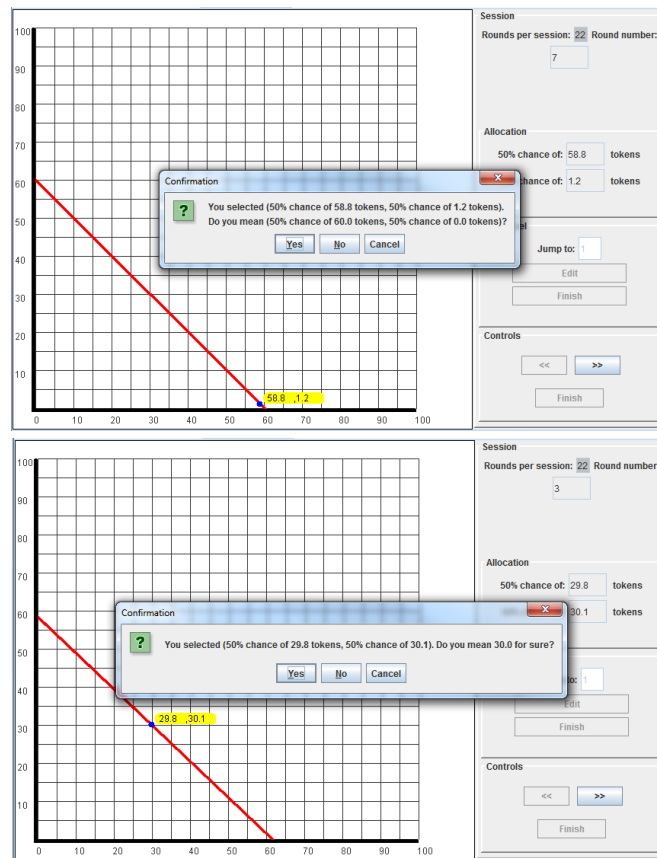 Session
Rounds per session: 22 Round number:
7
100
90
80
70
60
50
40
30
20
10
0 10 20 30 40 50 60 70 80 90 100
58.8 ,1.2
Allocation
50% chance of: 58.8 tokens
chance of: 1.2 tokens
Confirmation
You selected (50% chance of 58.8 tokens, 50% chance of 1.2 tokens).
Do you mean (50% chance of 60.0 tokens, 50% chance of 0.0 tokens)?
Yes No Cancel
el
Jump to: 1
Edit
Finish
Controls
<< >>
Finish
Session
Rounds per session: 22 Round number
3
100
90
80
70
60
50
40
30
20
10
0 10 20 30 40 50 60 70 80 90 100
29.8 ,30.1
Allocation
50% chance of: 29.8 tokens
30.1 tokens
Confirmation
You selected (50% chance of 29.8 tokens, 50% chance of 30.1). Do you mean 30.0 for sure?
Yes No Cancel
to: 1
Edit
Finish
Controls
<< >>
Finish